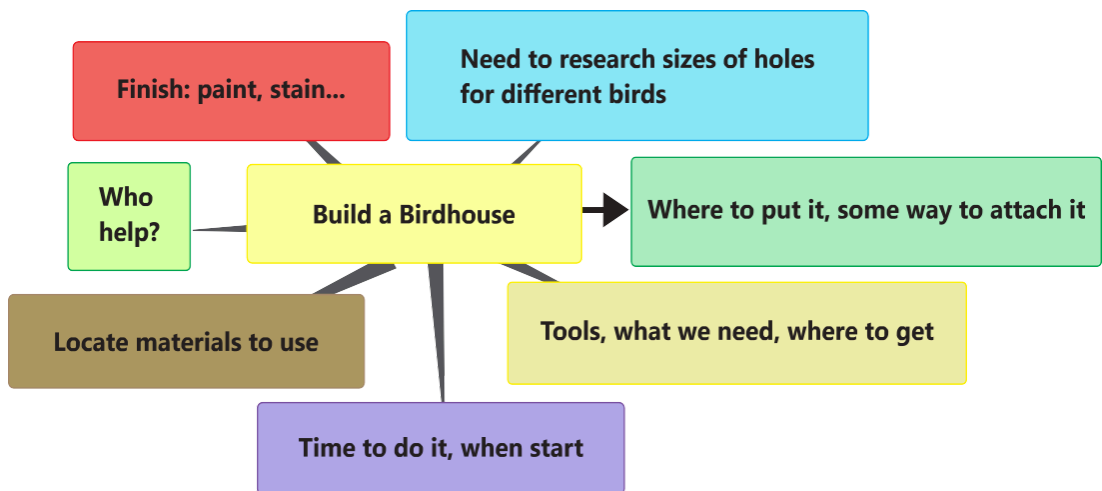 Finish: paint, stain...
Need to research sizes of holes
for different birds
Who
help?
Build a Birdhouse
Where to put it, some way to attach it
Locate materials to use
Tools, what we need, where to get
Time to do it, when start